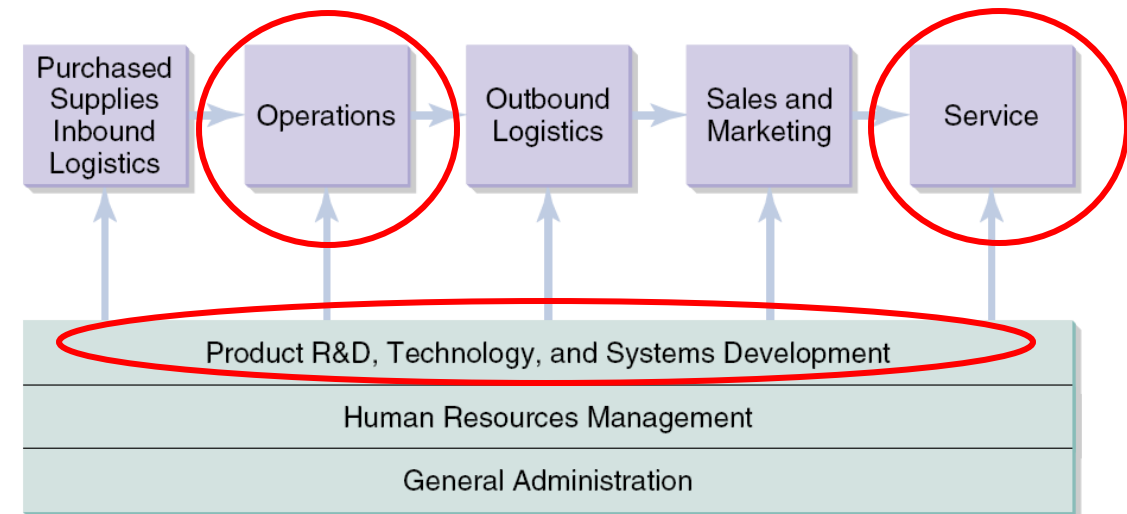 Purchased
Supplies
Inbound
Logistics
Operations
Outbound
Logistics
Sales and
Marketing
Service
Product R&D, Technology, and Systems Development
Human Resources Management
General Administration